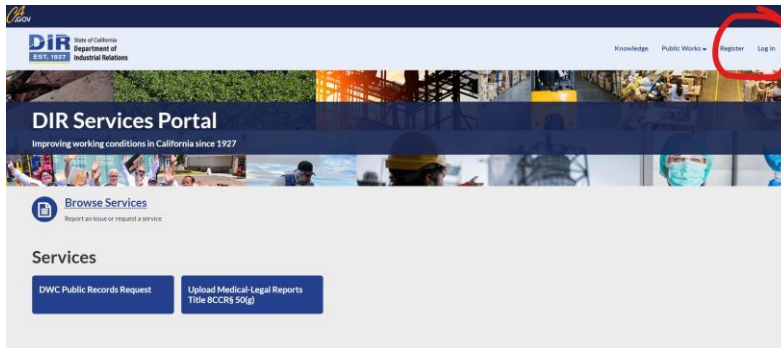 CA.GOV
DIR
EST. 1927
State of California
Department of
Industrial Relations
Knowledge Public Works Register Log in
DIR Services Portal
Improving working conditions in California since 1927
Browse Services
Report an issue or request a service
Services
DWC Public Records Request
Upload Medical-Legal Reports
Title 8CCR§ 50(g)